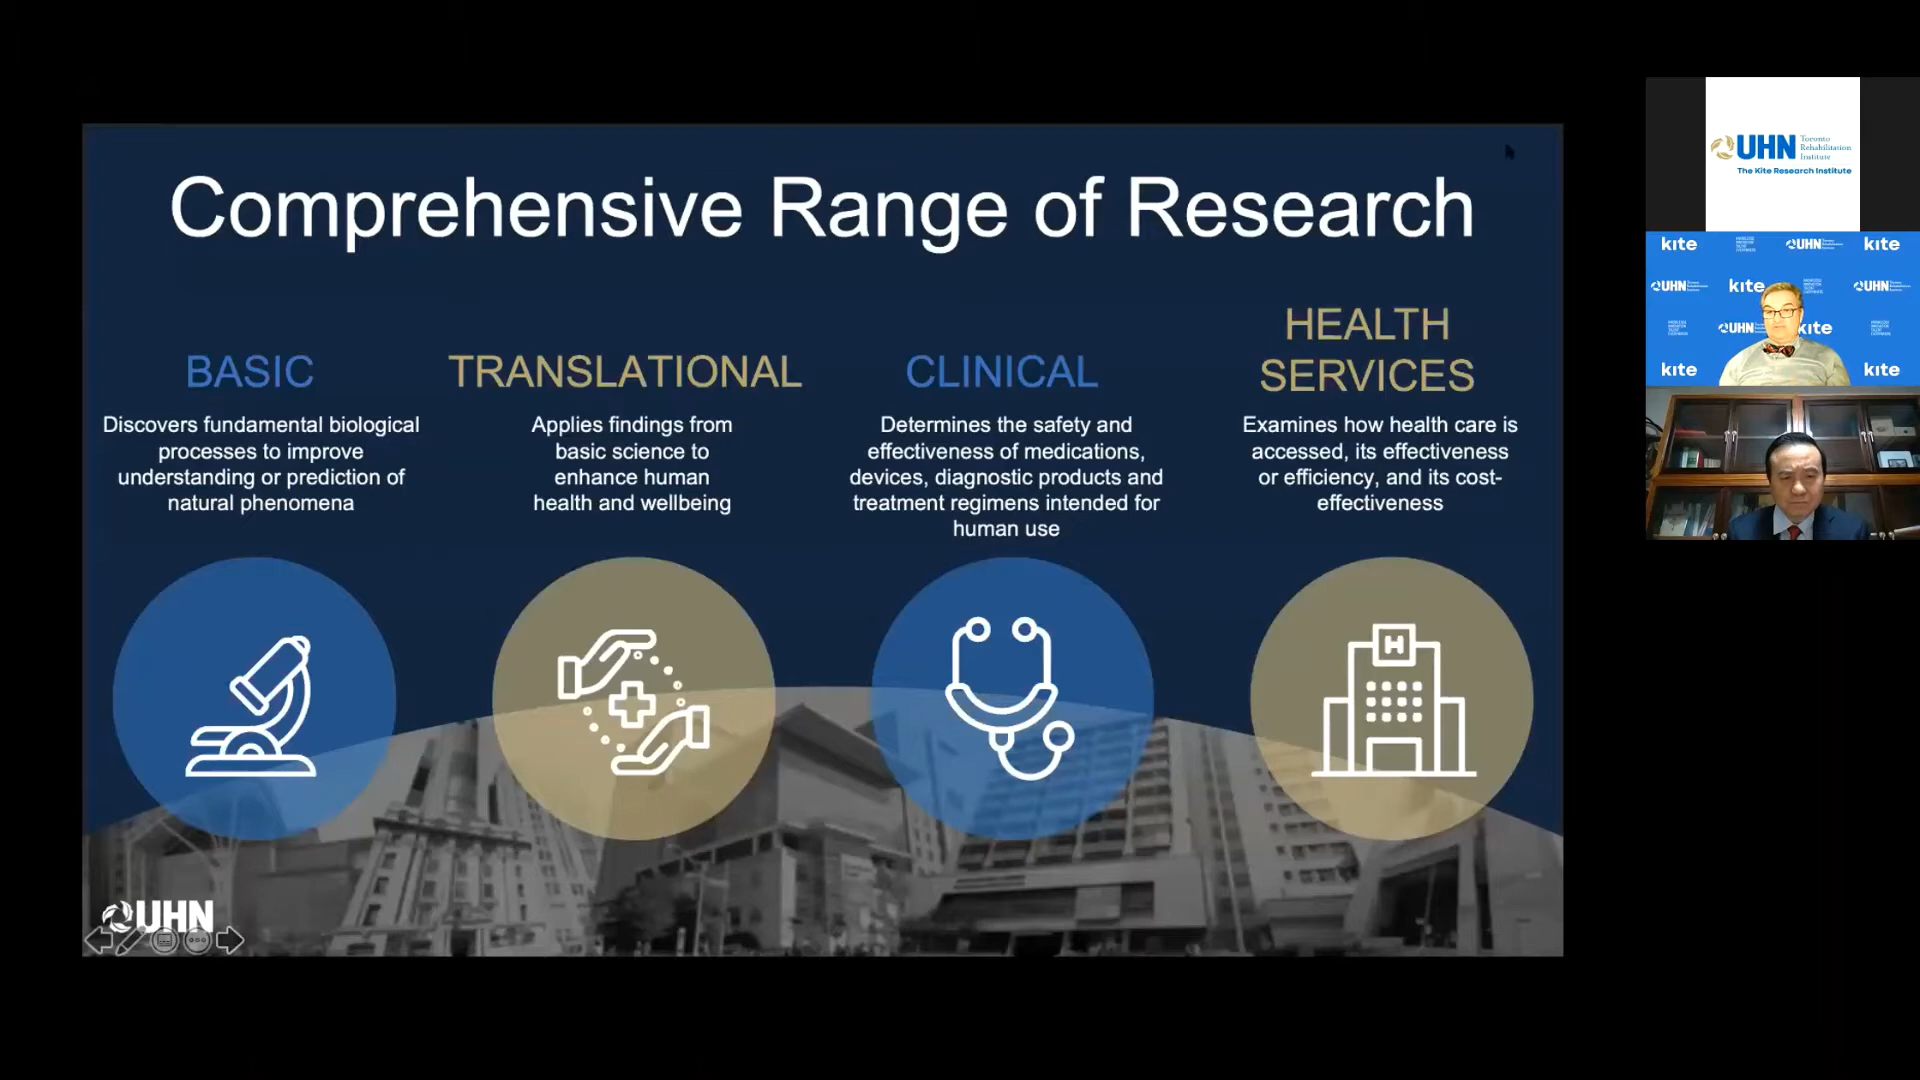 Comprehensive Range of Research
BASIC
Discovers fundamental biological
processes to improve
understanding or prediction of
natural phenomena
TRANSLATIONAL
Applies findings from
basic science to
enhance human
health and wellbeing
CLINICAL
Determines the safety and
effectiveness of medications,
devices, diagnostic products and
treatment regimens intended for
human use
HEALTH
SERVICES
Examines how health care is
accessed, its effectiveness
or efficiency, and its cost-
effectiveness
H
UHN
UHN
Toronto
Rehabilitation
Institute
The Kite Research Institute
kite
UHN
kite
UHN
kite
UHN
UHN
kite
kite
kite